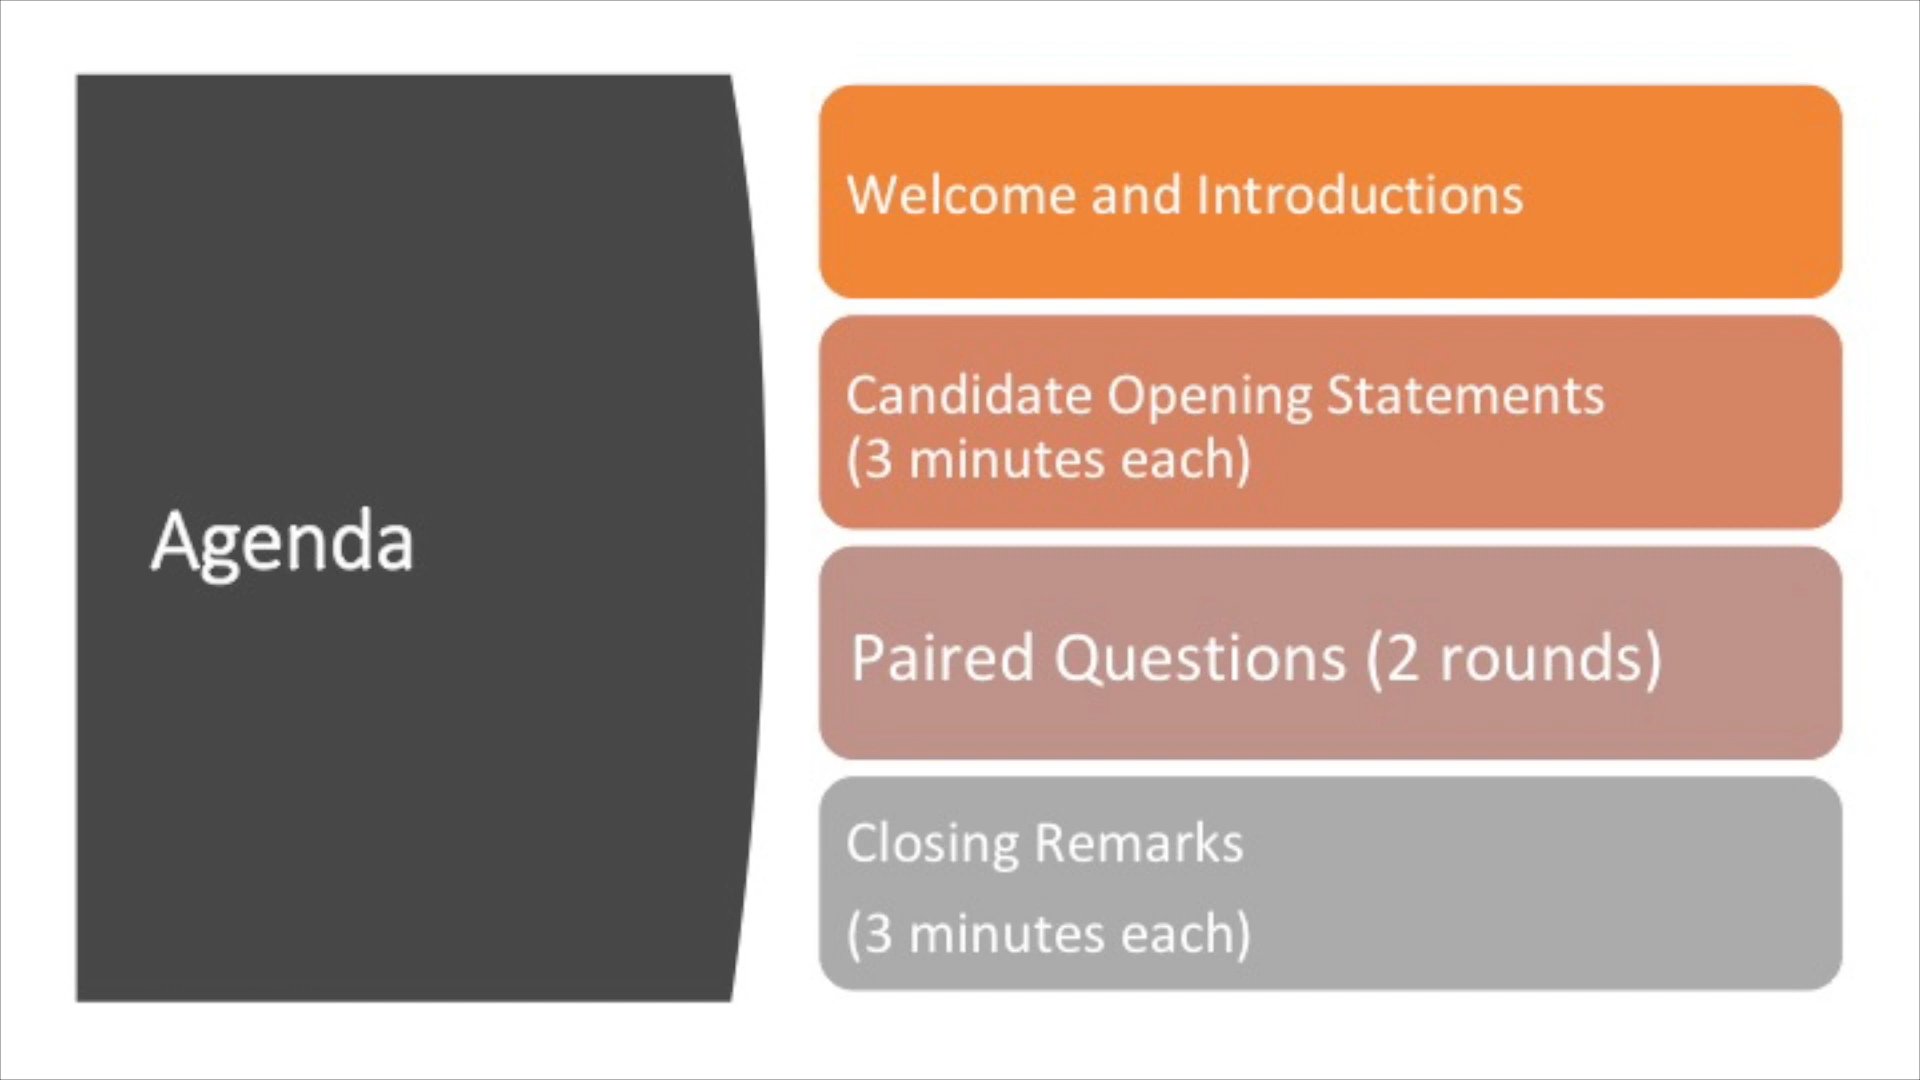 Agenda
Welcome and Introductions
Candidate Opening Statements
(3 minutes each)
Paired Questions (2 rounds)
Closing Remarks
(3 minutes each)